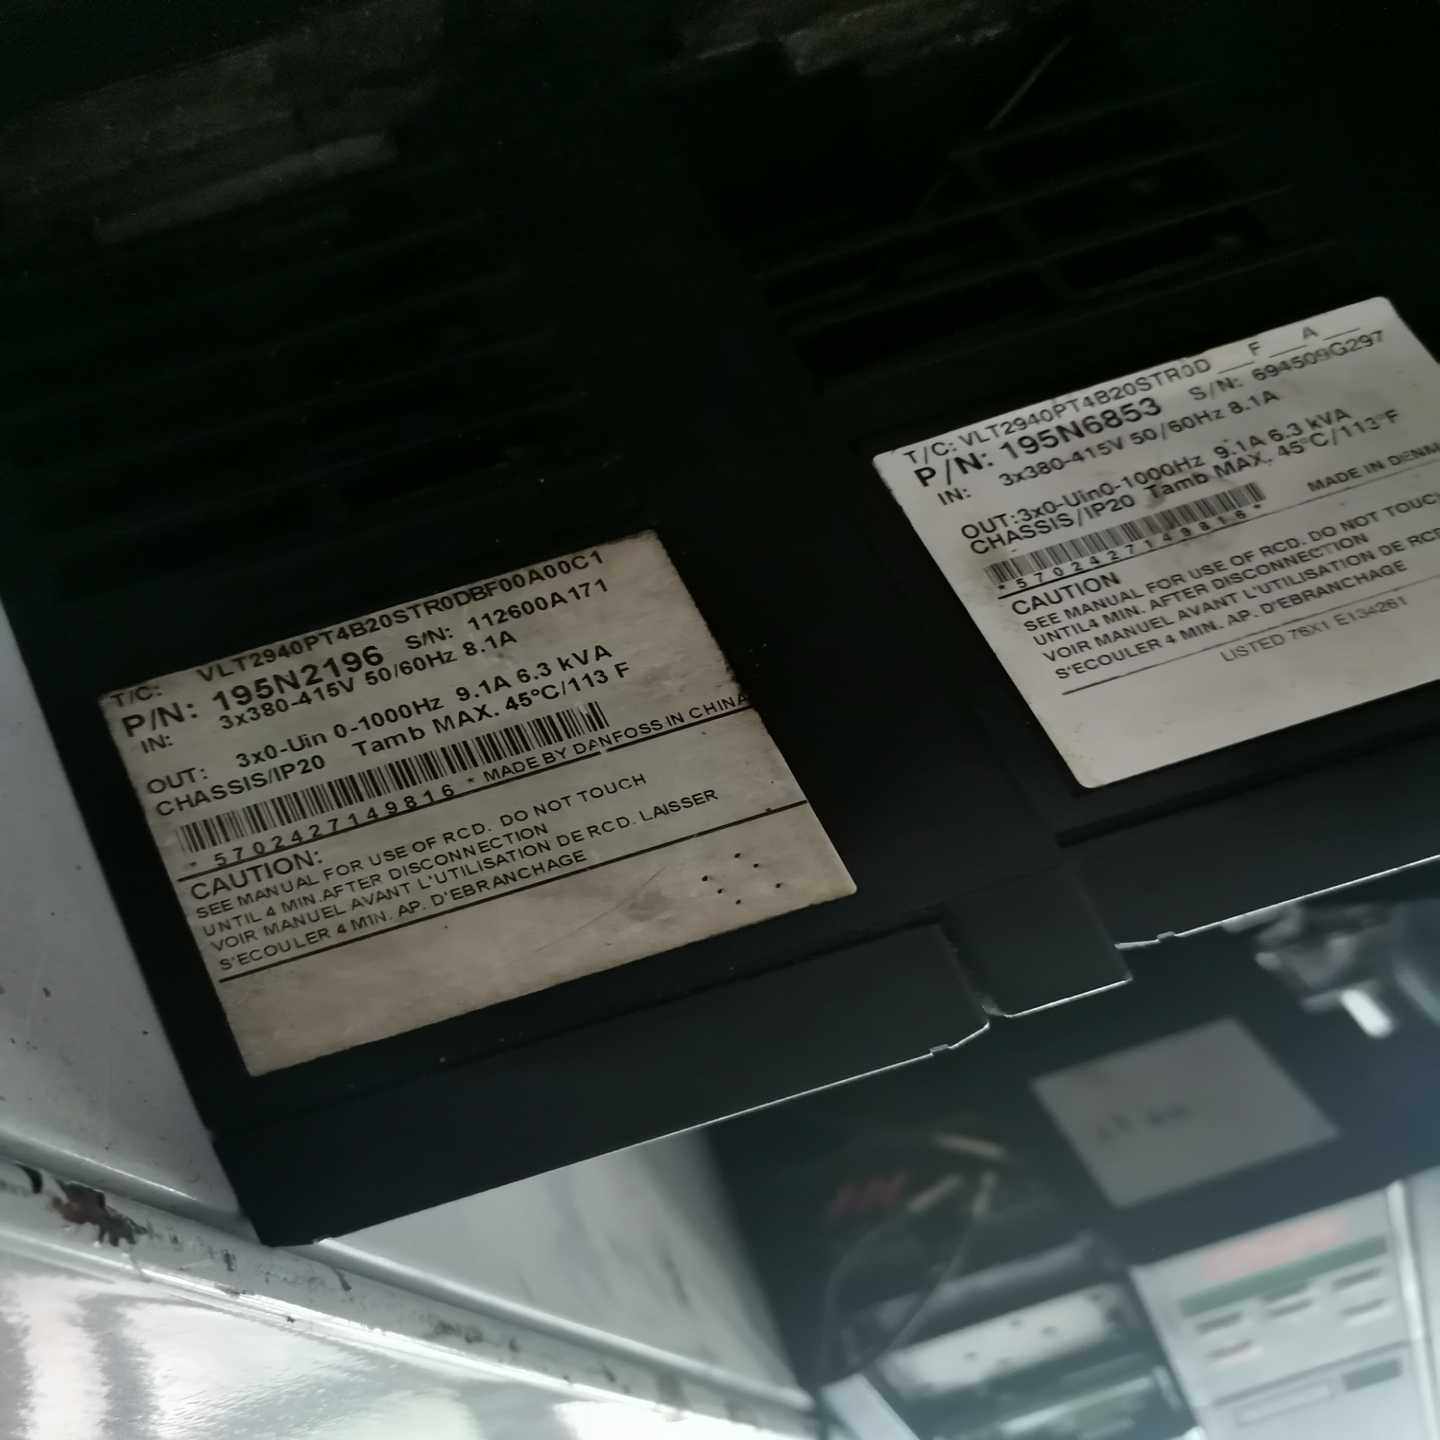 T/C: VLT2940PT4B20STR0DBF00A00C1
P/N: 195N2196 S/N: 112600A171
IN: 3x380-415V 50/60Hz 8.1A
OUT: 3x0-Uin 0-1000Hz 9.1A 6.3 kVA
CHASSIS/IP20 Tamb MAX. 45°C/113 F
* 5702427149816 * MADE BY DANFOSS IN CHINA
CAUTION:
SEE MANUAL FOR USE OF RCD. DO NOT TOUCH
UNTIL 4 MIN.AFTER DISCONNECTION
VOIR MANUEL AVANT L'UTILISATION DE RCD. LAISSER
S'ECOULER 4 MIN. AP. D'EBRANCHAGE
T/C: VLT2940PT4B20STR0D__F__A__
P/N: 195N6853 S/N: 694509G297
IN: 3x380-415V 50/60Hz 8.1A
OUT:3x0-Uin0-1000Hz 9.1A 6.3 kVA
CHASSIS/IP20 Tamb MAX. 45°C/113°F
* 5702427149816 * MADE IN DENMA
CAUTION
SEE MANUAL FOR USE OF RCD. DO NOT TOUCH
UNTIL4 MIN. AFTER DISCONNECTION
VOIR MANUEL AVANT L'UTILISATION DE RCD
S'ECOULER 4 MIN. AP. D'EBRANCHAGE
LISTED 76X1 E134261